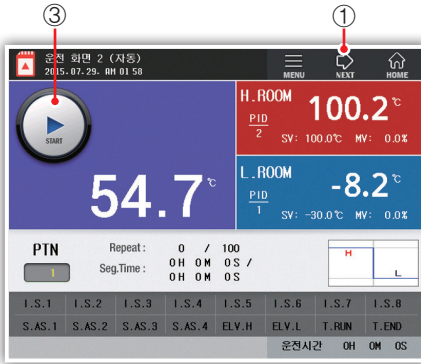 ③ ①
운전 화면 2 (자동)
2015.07.29. AM 01 58
MENU NEXT HOME
START
54.7℃
H.ROOM
PID
2
100.2℃
SV: 100.0℃ MV: 0.0%
L.ROOM
PID
1
-8.2℃
SV: -30.0℃ MV: 0.0%
PTN
1
Repeat : 0 / 100
Seg.Time : 0H 0M 0S /
0H 0M 0S
H
L
I.S.1 I.S.2 I.S.3 I.S.4 I.S.5 I.S.6 I.S.7 I.S.8
S.AS.1 S.AS.2 S.AS.3 S.AS.4 ELV.H ELV.L T.RUN T.END
운전시간 0H 0M 0S